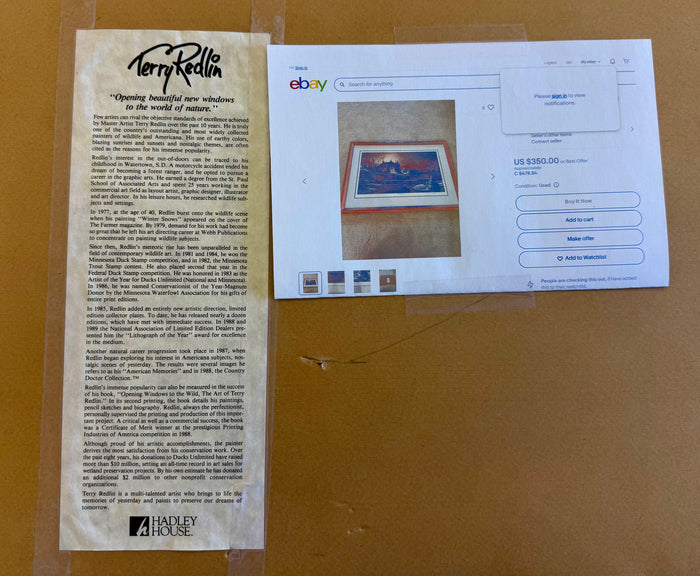 Terry Redlin
"Opening beautiful new windows
to the world of nature."
Few artists can rival the objective standards of excellence achieved
by Master Artist Terry Redlin over the past 10 years. He is truly
one of the country's outstanding and most widely collected
painters of wildlife and Americana. His use of earthy colors,
blazing sunrises and sunsets and nostalgic themes, are often
cited as the reasons for his immense popularity.
Redlin's interest in the out-of-doors can be traced to his
childhood in Watertown, S.D. A motorcycle accident ended his
dream of becoming a forest ranger, and he opted to pursue a
career in the graphic arts. He earned a degree from the St. Paul
School of Associated Arts and spent 25 years working in the
commercial art field as layout artist, graphic designer, illustrator
and art director. In his leisure hours, he researched wildlife sub-
jects and settings.
In 1977, at the age of 40, Redlin burst onto the wildlife scene
when his painting "Winter Snows" appeared on the cover of
The Farmer magazine. By 1979, demand for his work had become
so great that he left his art directing career at Webb Publications
to concentrate on painting wildlife subjects.
Since then, Redlin's meteoric rise has been unparalleled in the
field of contemporary wildlife art. In 1981 and 1984, he won the
Minnesota Duck Stamp competition, and in 1982, the Minnesota
Trout Stamp contest. He also placed second that year in the
Federal Duck Stamp competition. He was honored in 1983 as the
Artist of the Year for Ducks Unlimited (National and Minnesota).
In 1986, he was named Conservationist of the Year-Magnum
Donor by the Minnesota Waterfowl Association for his gifts of
entire print editions.
In 1985, Redlin added an entirely new artistic direction, limited
edition collector plates. To date, he has released nearly a dozen
editions, which have met with immediate success. In 1988 and
1989 the National Association of Limited Edition Dealers pre-
sented him the "Lithograph of the Year" award for excellence
in the medium.
Another natural career progression took place in 1987, when
Redlin began exploring his interest in Americana subjects, nos-
talgic scenes of yesterday. The results were several images he
refers to as his "American Memories" and in 1988, the Country
Doctor Collection.™
Redlin's immense popularity can also be measured in the success
of his book, "Opening Windows to the Wild, The Art of Terry
Redlin." In its second printing, the book details his paintings,
pencil sketches and biography. Redlin, always the perfectionist,
personally supervised the printing and production of this impor-
tant project. A critical as well as a commercial success, the book
was a Certificate of Merit winner at the prestigious Printing
Industries of America competition in 1988.
Although proud of his artistic accomplishments, the painter
derives the most satisfaction from his conservation work. Over
the past eight years, his donations to Ducks Unlimited have raised
more than $10 million, setting an all-time record in art sales for
wetland preservation projects. By his own estimate he has donated
an additional $2 million to other nonprofit conservation
organizations.
Terry Redlin is a multi-talented artist who brings to life the
memories of yesterday and paints to preserve our dreams of
tomorrow.
HADLEY
HOUSE
Sign in
My eBay
ebay
Search for anything
Please sign in to view
notifications.
Seller's other items
Contact seller
US $350.00 or Best Offer
Approximately
C $478.84
Condition: Used
Buy It Now
Add to cart
Make offer
Add to Watchlist
People are checking this out. 5 have added
this to their watchlist.